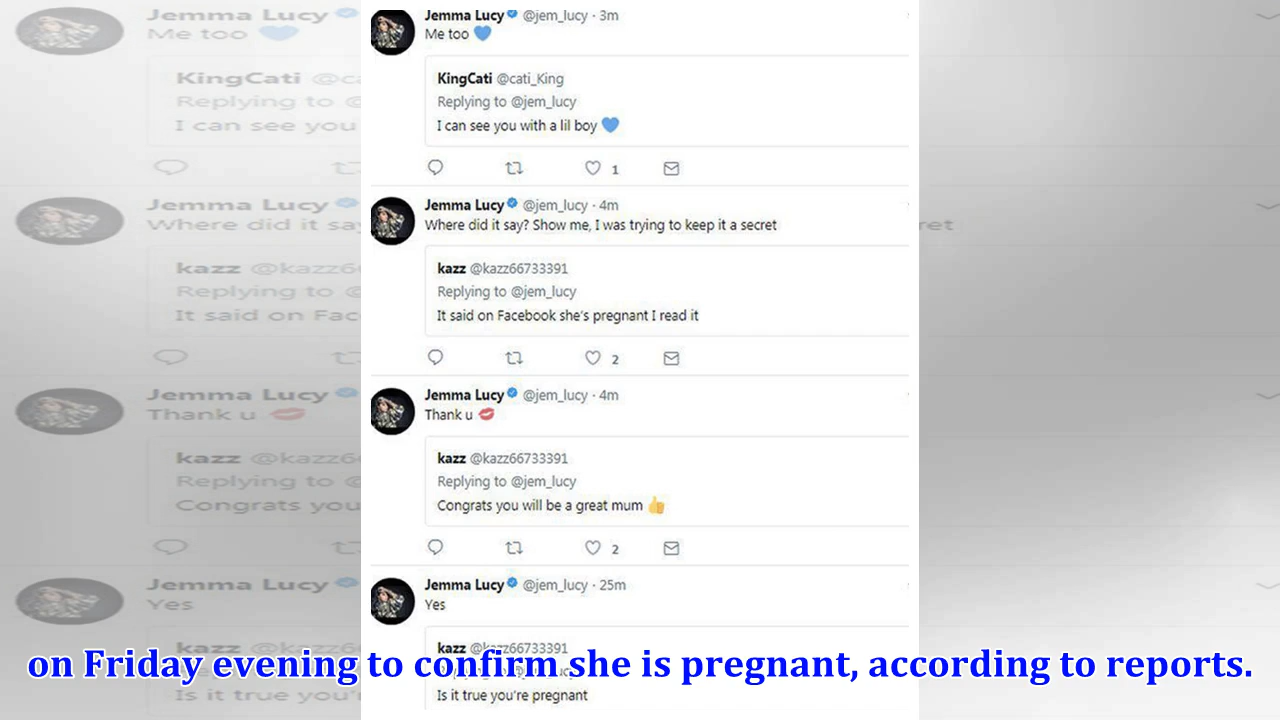 Jemma Lucy @jem_lucy · 3m
Me too 💙
KingCati @cati_King
Replying to @jem_lucy
I can see you with a lil boy 💙
1
Jemma Lucy @jem_lucy · 4m
Where did it say? Show me, I was trying to keep it a secret
kazz @kazz66733391
Replying to @jem_lucy
It said on Facebook she's pregnant I read it
2
Jemma Lucy @jem_lucy · 4m
Thank u 💋
kazz @kazz66733391
Replying to @jem_lucy
Congrats you will be a great mum 👍
2
Jemma Lucy @jem_lucy · 25m
Yes
kazz @kazz66733391
on Friday evening to confirm she is pregnant, according to reports.
Is it true you're pregnant